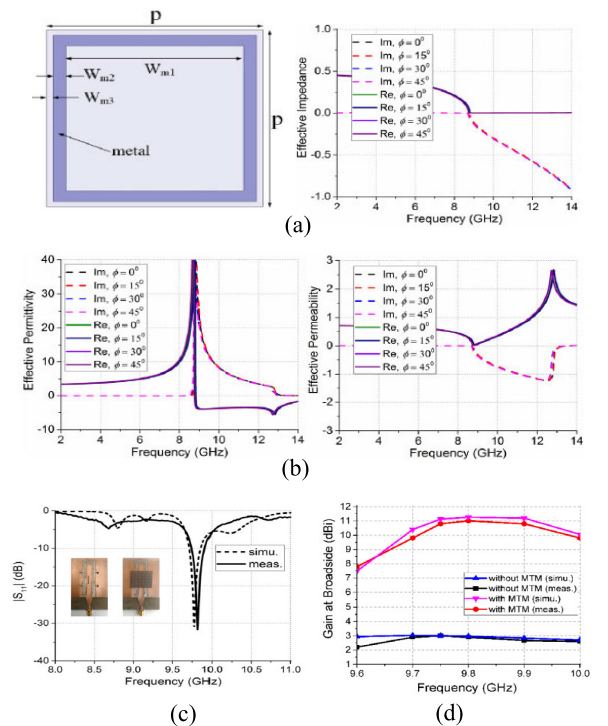 p
W_m2
W_m1
W_m3
p
metal
Effective Impedance
1.0
0.5
0.0
-0.5
-1.0
Im, ϕ = 0⁰
Im, ϕ = 15⁰
Im, ϕ = 30⁰
Im, ϕ = 45⁰
Re, ϕ = 0⁰
Re, ϕ = 15⁰
Re, ϕ = 30⁰
Re, ϕ = 45⁰
2 4 6 8 10 12 14
Frequency (GHz)
(a)
Effective Permittivity
40
30
20
10
0
-10
Im, ϕ = 0⁰
Im, ϕ = 15⁰
Im, ϕ = 30⁰
Im, ϕ = 45⁰
Re, ϕ = 0⁰
Re, ϕ = 15⁰
Re, ϕ = 30⁰
Re, ϕ = 45⁰
2 4 6 8 10 12 14
Frequency (GHz)
Effective Permeability
3
2
1
0
-1
-2
-3
Im, ϕ = 0⁰
Im, ϕ = 15⁰
Im, ϕ = 30⁰
Im, ϕ = 45⁰
Re, ϕ = 0⁰
Re, ϕ = 15⁰
Re, ϕ = 30⁰
Re, ϕ = 45⁰
2 4 6 8 10 12 14
Frequency (GHz)
(b)
|S₁₁| (dB)
0
-10
-20
-30
-40
simu.
meas.
8.0 8.5 9.0 9.5 10.0 10.5 11.0
Frequency (GHz)
(c)
Gain at Broadside (dBi)
12
11
10
9
8
7
6
5
4
3
2
1
without MTM (simu.)
without MTM (meas.)
with MTM (simu.)
with MTM (meas.)
9.6 9.7 9.8 9.9 10.0
Frequency (GHz)
(d)